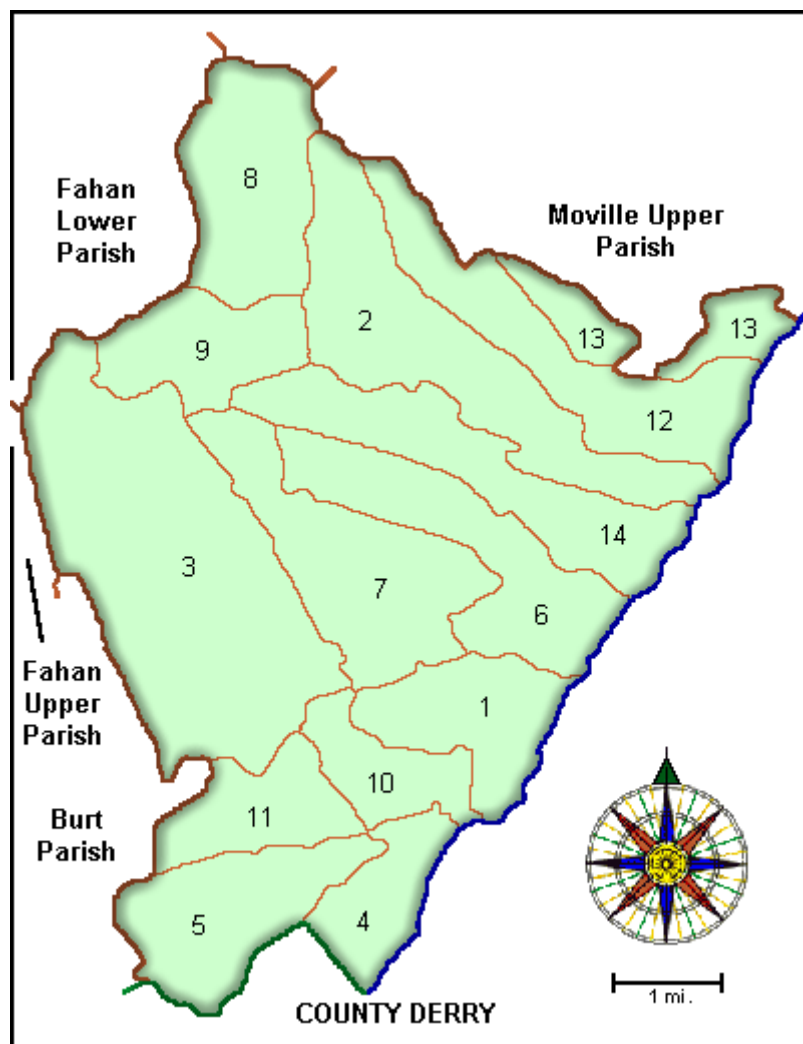 8
Fahan
Lower
Parish
Moville Upper
Parish
2
13
13
9
12
14
3
7
6
Fahan
Upper
Parish
1
10
11
Burt
Parish
5
4
1 mi.
COUNTY DERRY